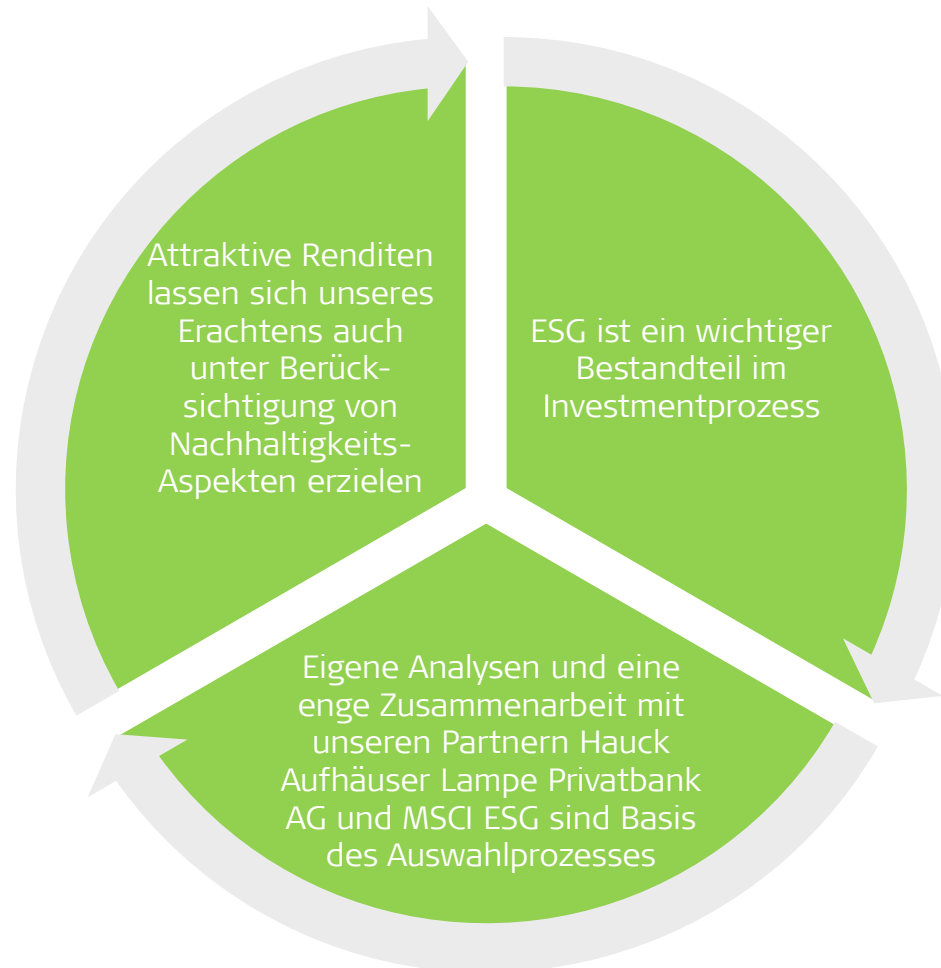 Attraktive Renditen
lassen sich unseres
Erachtens auch
unter Berück-
sichtigung von
Nachhaltigkeits-
Aspekten erzielen
ESG ist ein wichtiger
Bestandteil im
Investmentprozess
Eigene Analysen und eine
enge Zusammenarbeit mit
unseren Partnern Hauck
Aufhäuser Lampe Privatbank
AG und MSCI ESG sind Basis
des Auswahlprozesses